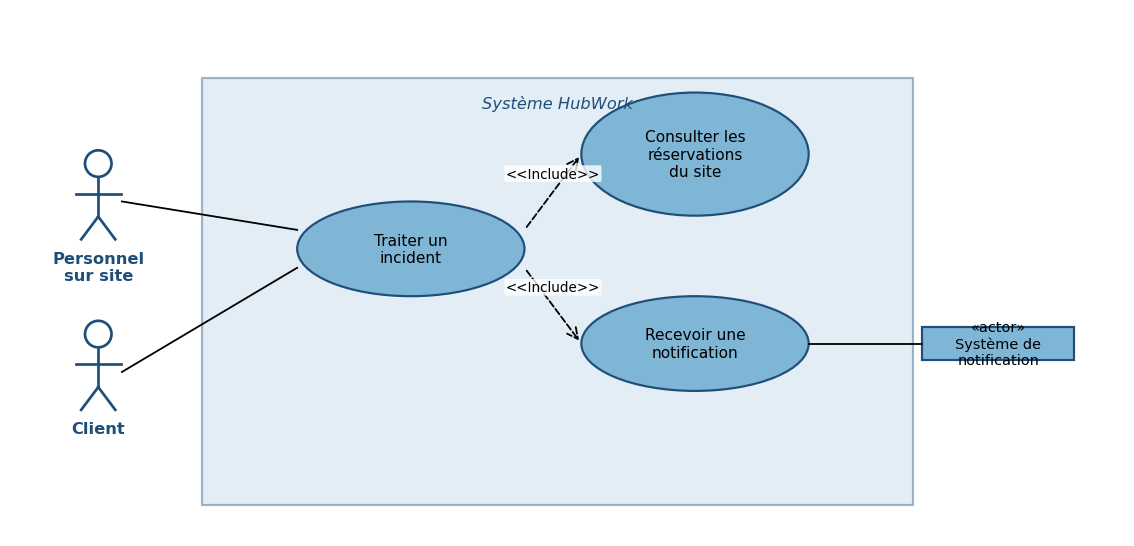 Système HubWork
Consulter les
réservations
du site
<<Include>>
Traiter un
incident
Personnel
sur site
<<Include>>
Recevoir une
notification
«actor»
Système de
notification
Client